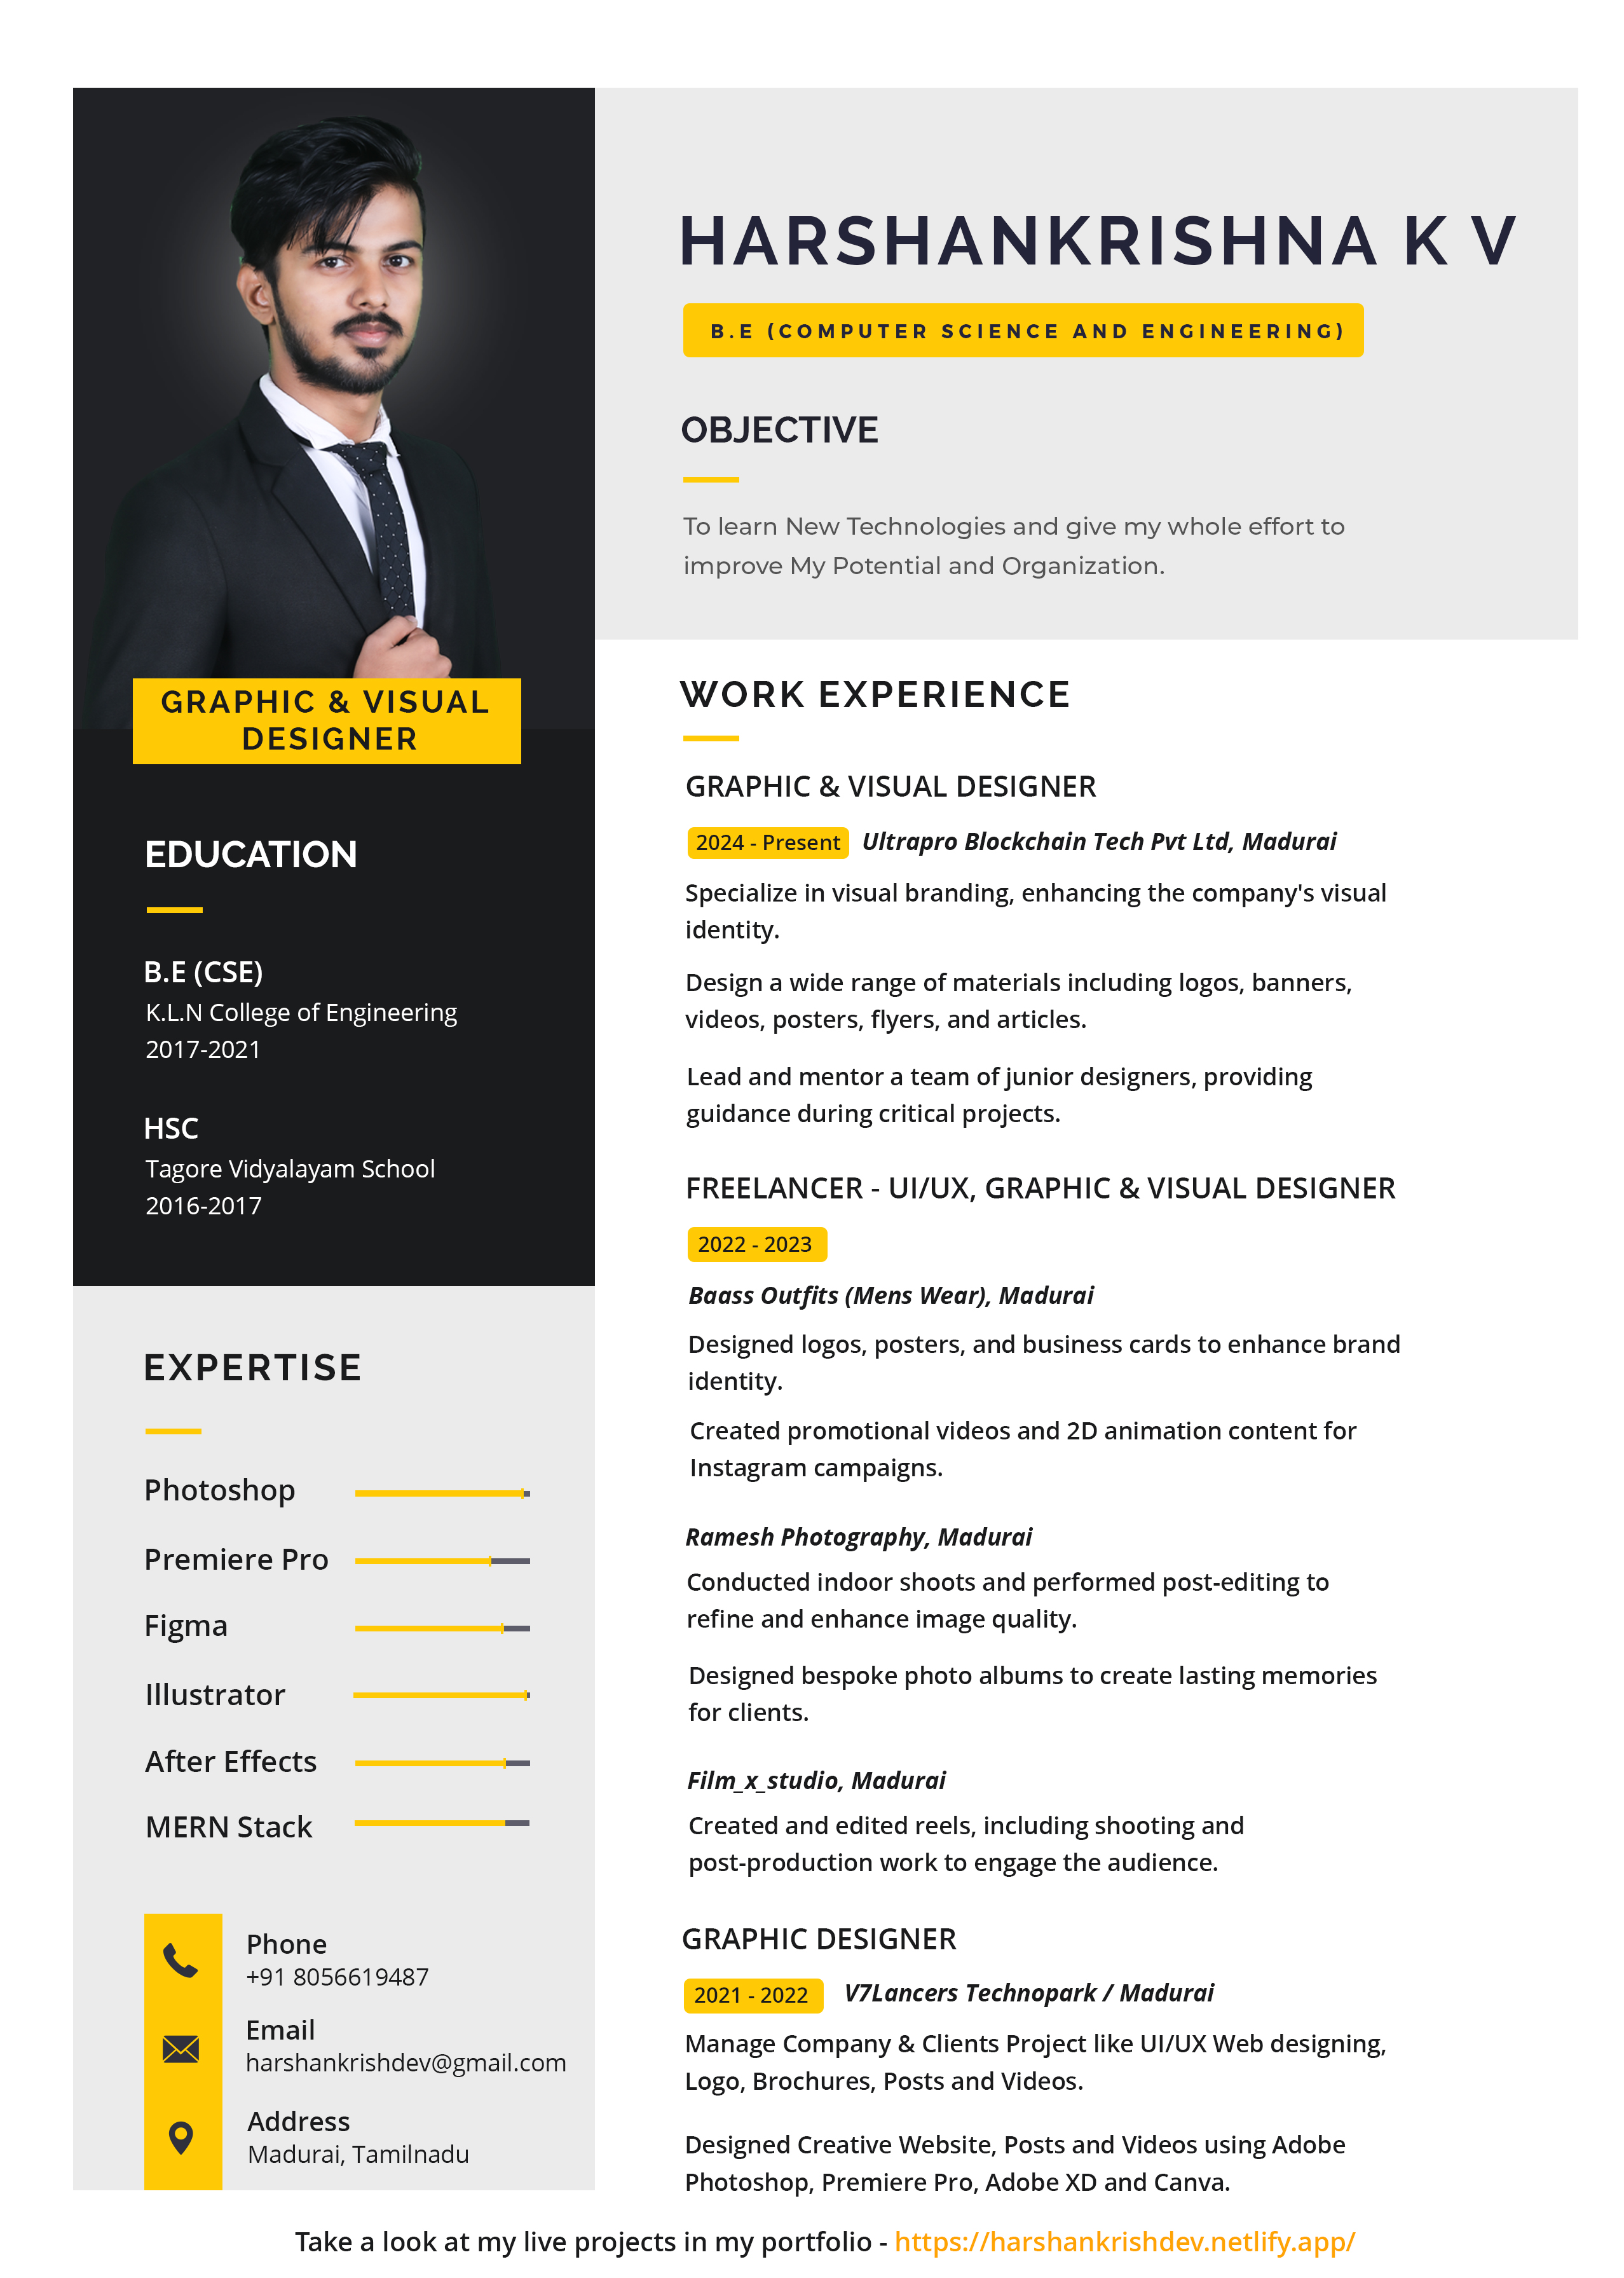 HARSHANKRISHNA K V
B.E (COMPUTER SCIENCE AND ENGINEERING)
OBJECTIVE
To learn New Technologies and give my whole effort to
improve My Potential and Organization.
GRAPHIC & VISUAL
DESIGNER
EDUCATION
B.E (CSE)
K.L.N College of Engineering
2017-2021
HSC
Tagore Vidyalayam School
2016-2017
EXPERTISE
Photoshop
Premiere Pro
Figma
Illustrator
After Effects
MERN Stack
Phone
+91 8056619487
Email
harshankrishdev@gmail.com
Address
Madurai, Tamilnadu
WORK EXPERIENCE
GRAPHIC & VISUAL DESIGNER
2024 - Present Ultrapro Blockchain Tech Pvt Ltd, Madurai
Specialize in visual branding, enhancing the company's visual
identity.
Design a wide range of materials including logos, banners,
videos, posters, flyers, and articles.
Lead and mentor a team of junior designers, providing
guidance during critical projects.
FREELANCER - UI/UX, GRAPHIC & VISUAL DESIGNER
2022 - 2023
Baass Outfits (Mens Wear), Madurai
Designed logos, posters, and business cards to enhance brand
identity.
Created promotional videos and 2D animation content for
Instagram campaigns.
Ramesh Photography, Madurai
Conducted indoor shoots and performed post-editing to
refine and enhance image quality.
Designed bespoke photo albums to create lasting memories
for clients.
Film_x_studio, Madurai
Created and edited reels, including shooting and
post-production work to engage the audience.
GRAPHIC DESIGNER
2021 - 2022 V7Lancers Technopark / Madurai
Manage Company & Clients Project like UI/UX Web designing,
Logo, Brochures, Posts and Videos.
Designed Creative Website, Posts and Videos using Adobe
Photoshop, Premiere Pro, Adobe XD and Canva.
Take a look at my live projects in my portfolio - https://harshankrishdev.netlify.app/